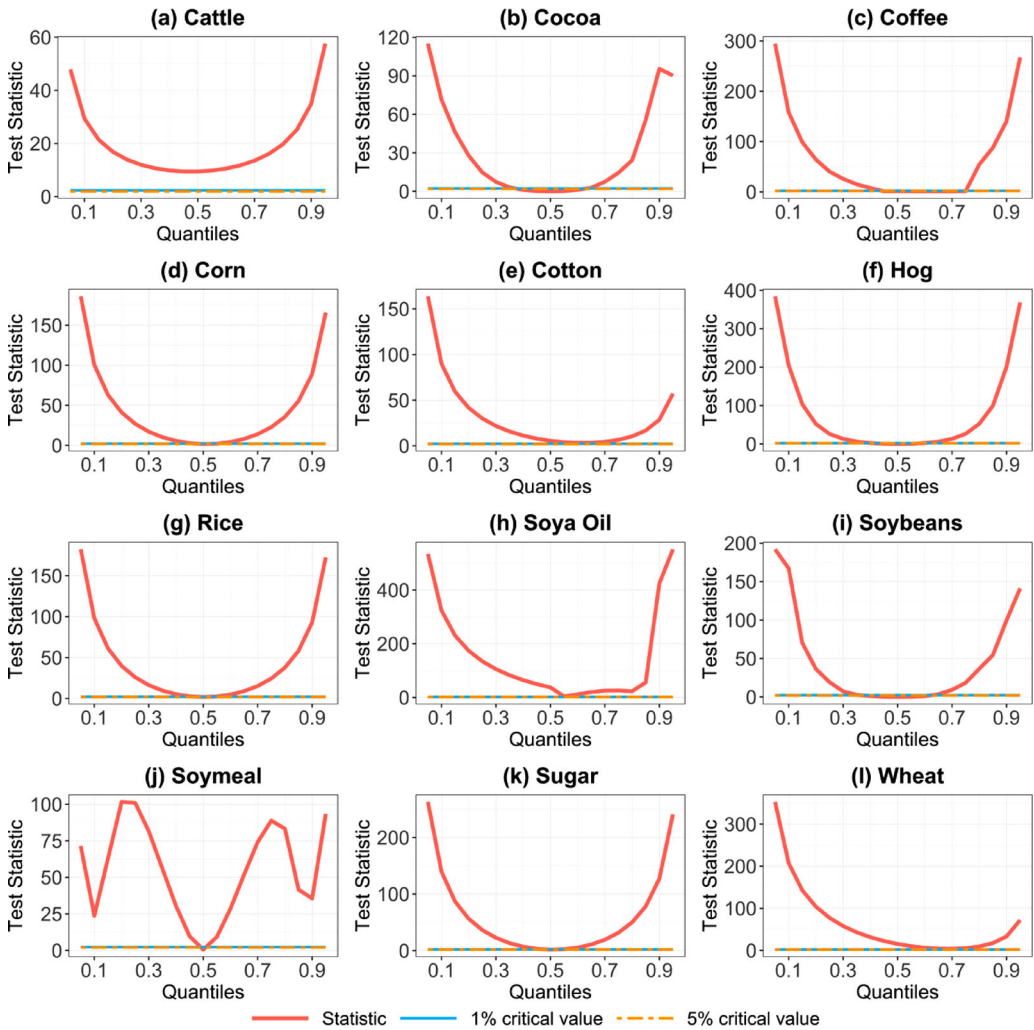 (a) Cattle
(b) Cocoa
(c) Coffee
60
40
20
0
Test Statistic
0.1 0.3 0.5 0.7 0.9
Quantiles
120
90
60
30
0
Test Statistic
0.1 0.3 0.5 0.7 0.9
Quantiles
300
200
100
0
Test Statistic
0.1 0.3 0.5 0.7 0.9
Quantiles
(d) Corn
(e) Cotton
(f) Hog
150
100
50
0
Test Statistic
0.1 0.3 0.5 0.7 0.9
Quantiles
150
100
50
0
Test Statistic
0.1 0.3 0.5 0.7 0.9
Quantiles
400
300
200
100
0
Test Statistic
0.1 0.3 0.5 0.7 0.9
Quantiles
(g) Rice
(h) Soya Oil
(i) Soybeans
150
100
50
0
Test Statistic
0.1 0.3 0.5 0.7 0.9
Quantiles
400
200
0
Test Statistic
0.1 0.3 0.5 0.7 0.9
Quantiles
200
150
100
50
0
Test Statistic
0.1 0.3 0.5 0.7 0.9
Quantiles
(j) Soymeal
(k) Sugar
(l) Wheat
100
75
50
25
0
Test Statistic
0.1 0.3 0.5 0.7 0.9
Quantiles
200
100
0
Test Statistic
0.1 0.3 0.5 0.7 0.9
Quantiles
300
200
100
0
Test Statistic
0.1 0.3 0.5 0.7 0.9
Quantiles
Statistic 1% critical value 5% critical value